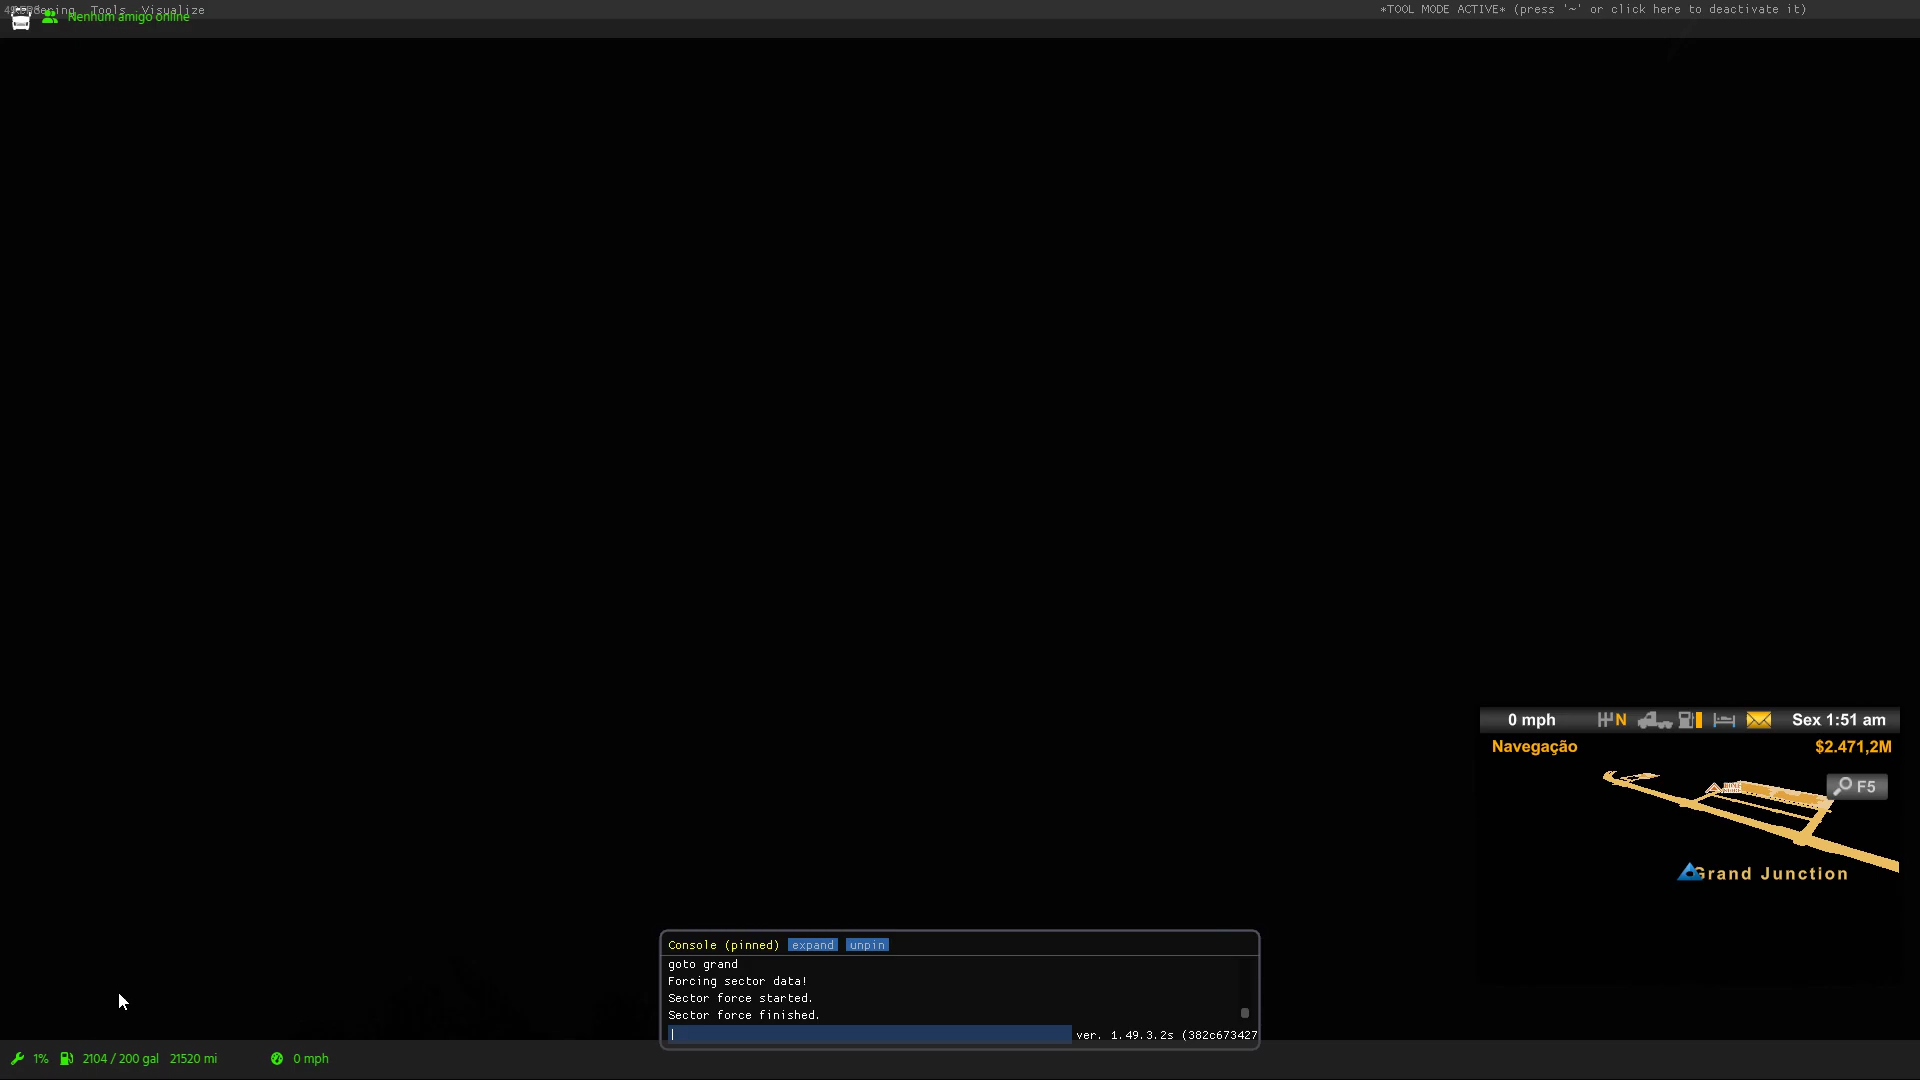 Rendering Tools Visualize
Nenhum amigo online
*TOOL MODE ACTIVE* (press '~' or click here to deactivate it)
0 mph
N
Sex 1:51 am
Navegação
$2.471,2M
F5
Grand Junction
Console (pinned) expand unpin
goto grand
Forcing sector data!
Sector force started.
Sector force finished.
ver. 1.49.3.2s (382c673427
1% 2104 / 200 gal 21520 mi 0 mph